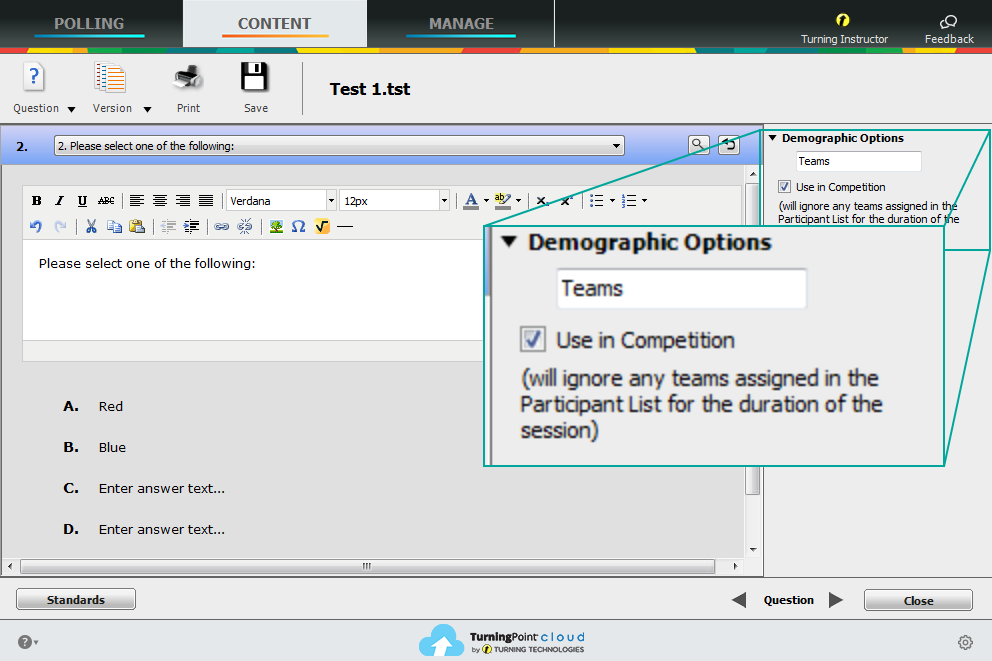 POLLING
CONTENT
MANAGE
Turning Instructor
Feedback
Question
Version
Print
Save
Test 1.tst
2.
2. Please select one of the following:
Demographic Options
Teams
Use in Competition
(will ignore any teams assigned in the
Participant List for the duration of the
B I U ABC
Verdana
12px
A
ab
x
x
Please select one of the following:
Demographic Options
Teams
Use in Competition
(will ignore any teams assigned in the
Participant List for the duration of the
session)
A. Red
B. Blue
C. Enter answer text...
D. Enter answer text...
Standards
Question
Close
TurningPoint cloud
by TURNING TECHNOLOGIES